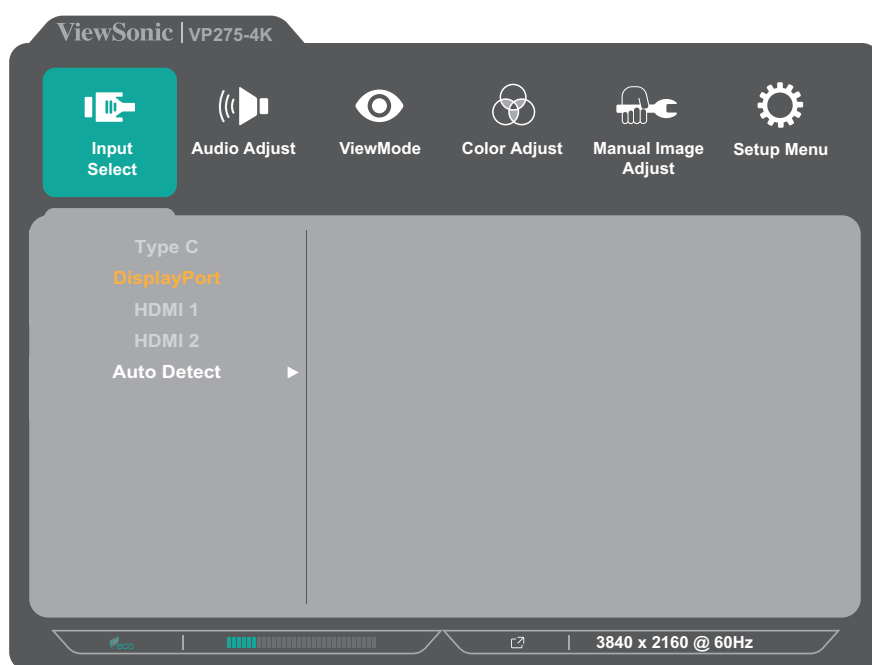 ViewSonic | VP275-4K
Input Select
Audio Adjust
ViewMode
Color Adjust
Manual Image Adjust
Setup Menu
Type C
DisplayPort
HDMI 1
HDMI 2
Auto Detect
eco
3840 x 2160 @ 60Hz